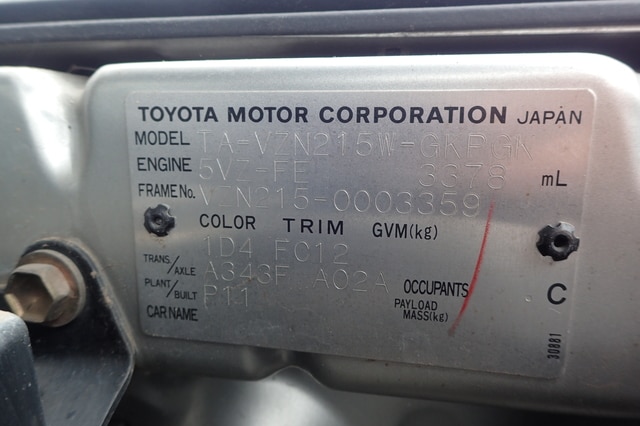 TOYOTA MOTOR CORPORATION JAPAN
MODEL TA-VZN215W-GKPGK
ENGINE 5VZ-FE 3378 mL
FRAME No. VZN215-0003359
COLOR TRIM GVM(kg)
1D4 FC12
TRANS./AXLE A343F A02A
PLANT/BUILT P11
OCCUPANTS C
PAYLOAD MASS(kg)
CAR NAME
30881